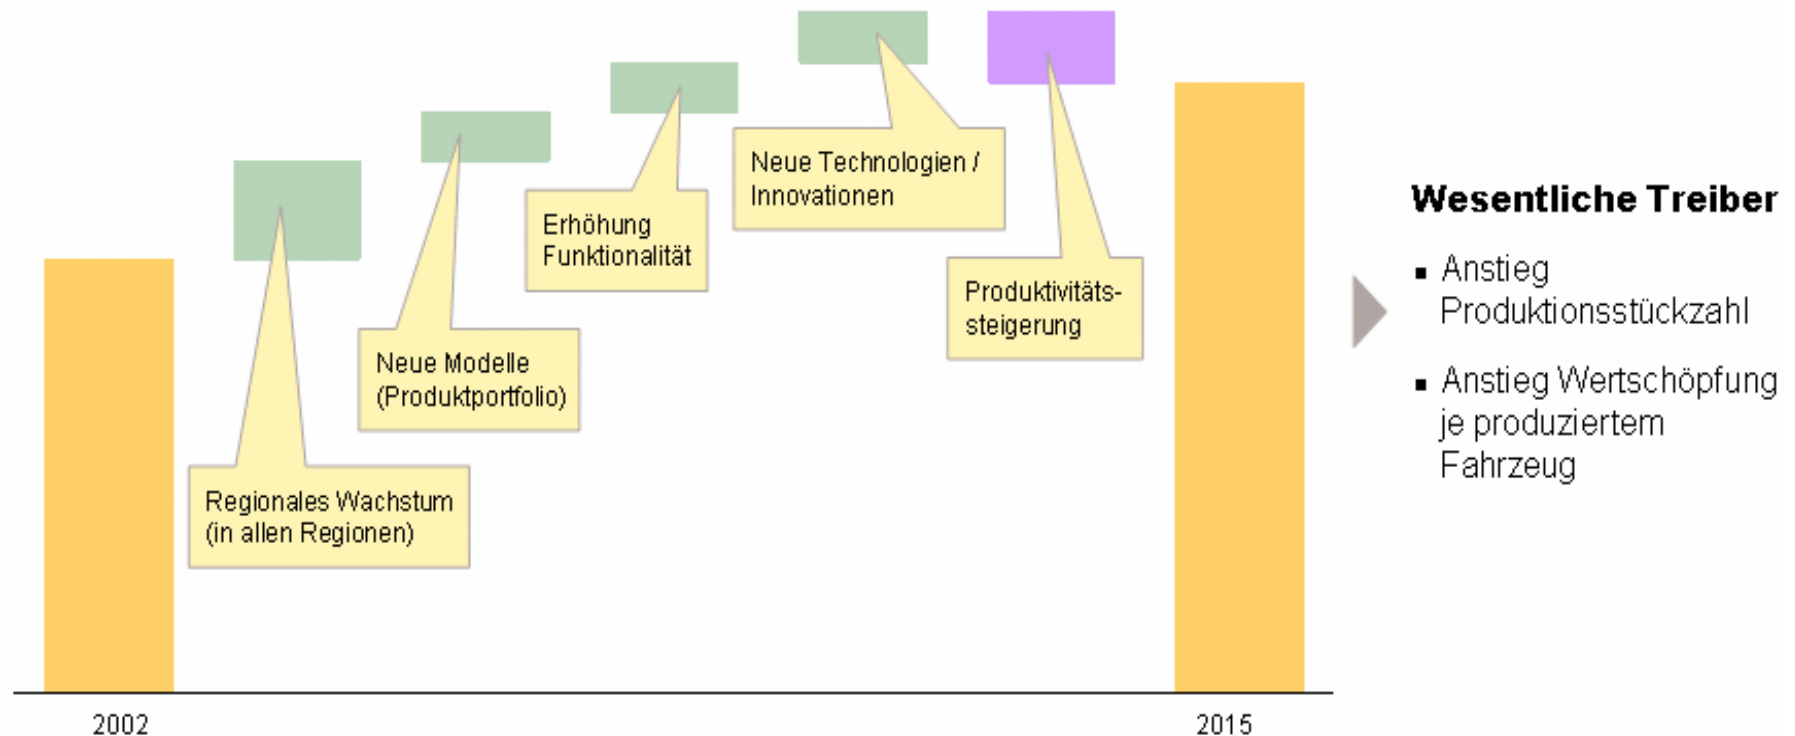 Neue Technologien /
Innovationen
Erhöhung
Funktionalität
Produktivitäts-
steigerung
Neue Modelle
(Produktportfolio)
Regionales Wachstum
(in allen Regionen)
2002
2015
Wesentliche Treiber
▪ Anstieg
Produktionsstückzahl
▪ Anstieg Wertschöpfung
je produziertem
Fahrzeug